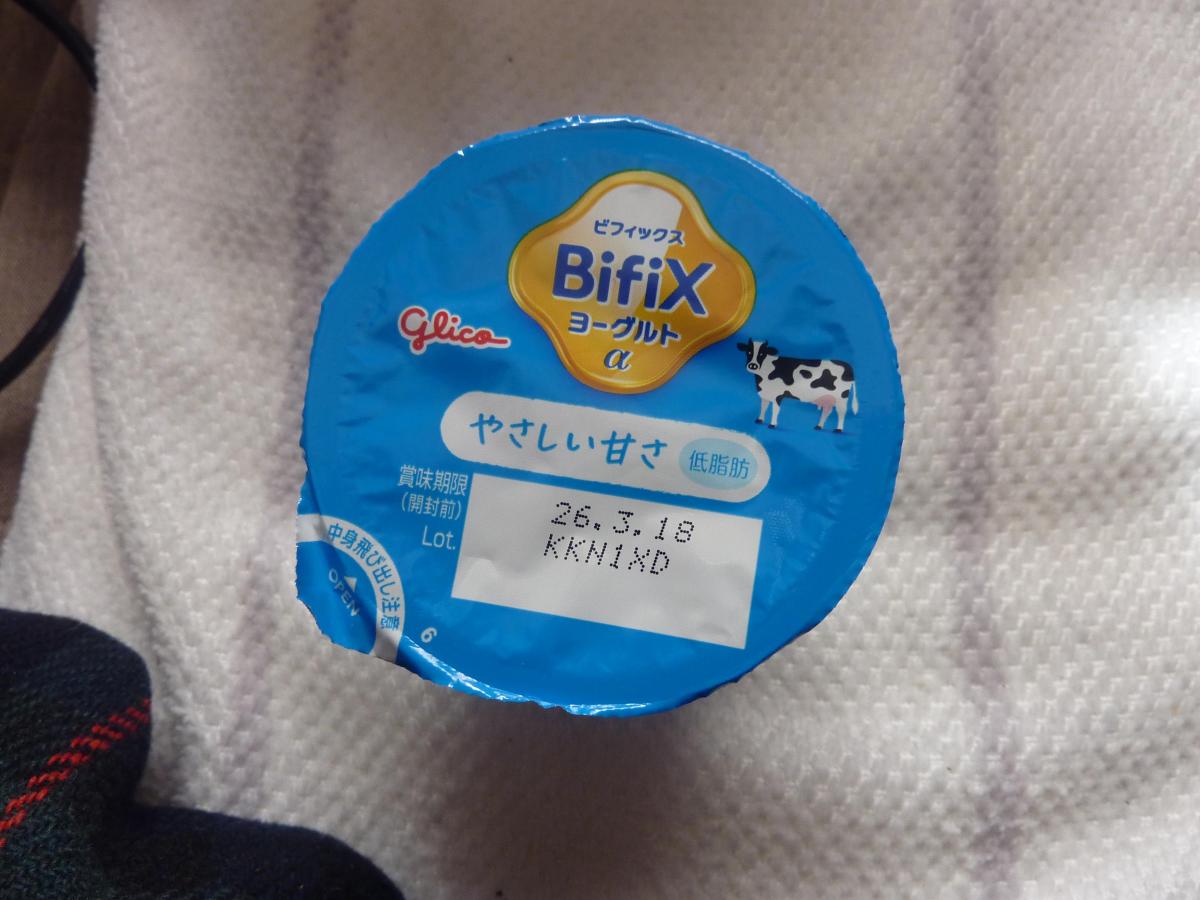 ビフィックス
BifiX
ヨーグルト
α
Glico
やさしい甘さ 低脂肪
賞味期限
(開封前)
26.3.18
Lot.
KKN1XD
中身飛び出し注意
OPEN
6